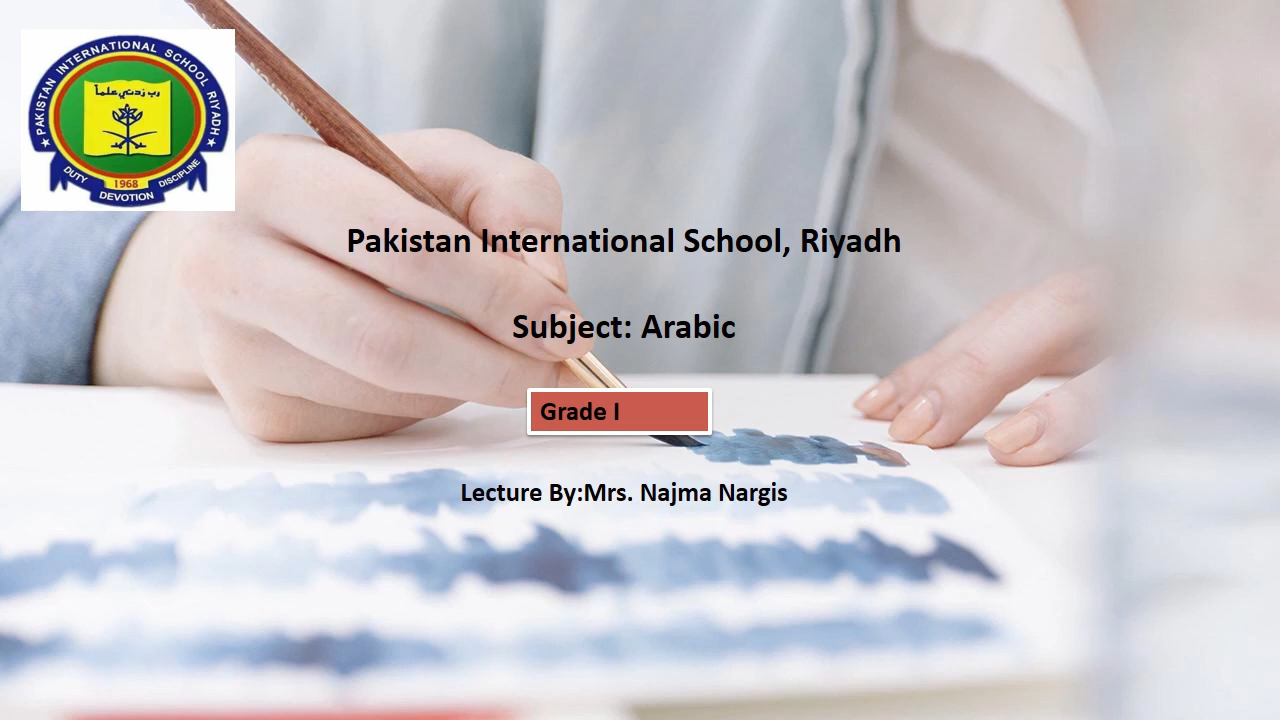 PAKISTAN INTERNATIONAL SCHOOL RIYADH
رب زدني علماً
1968
DUTY DEVOTION DISCIPLINE
Pakistan International School, Riyadh
Subject: Arabic
Grade I
Lecture By:Mrs. Najma Nargis